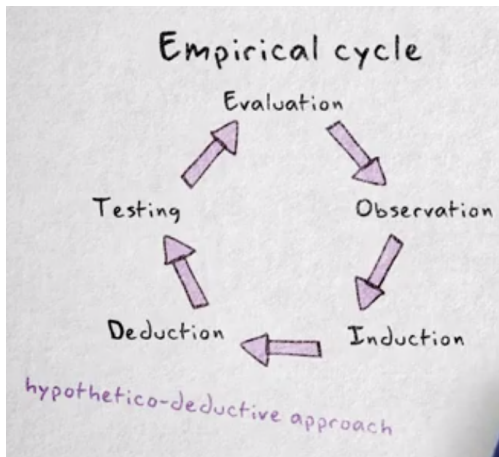 Empirical cycle
Evaluation
Testing
Observation
Deduction
Induction
hypothetico-deductive approach